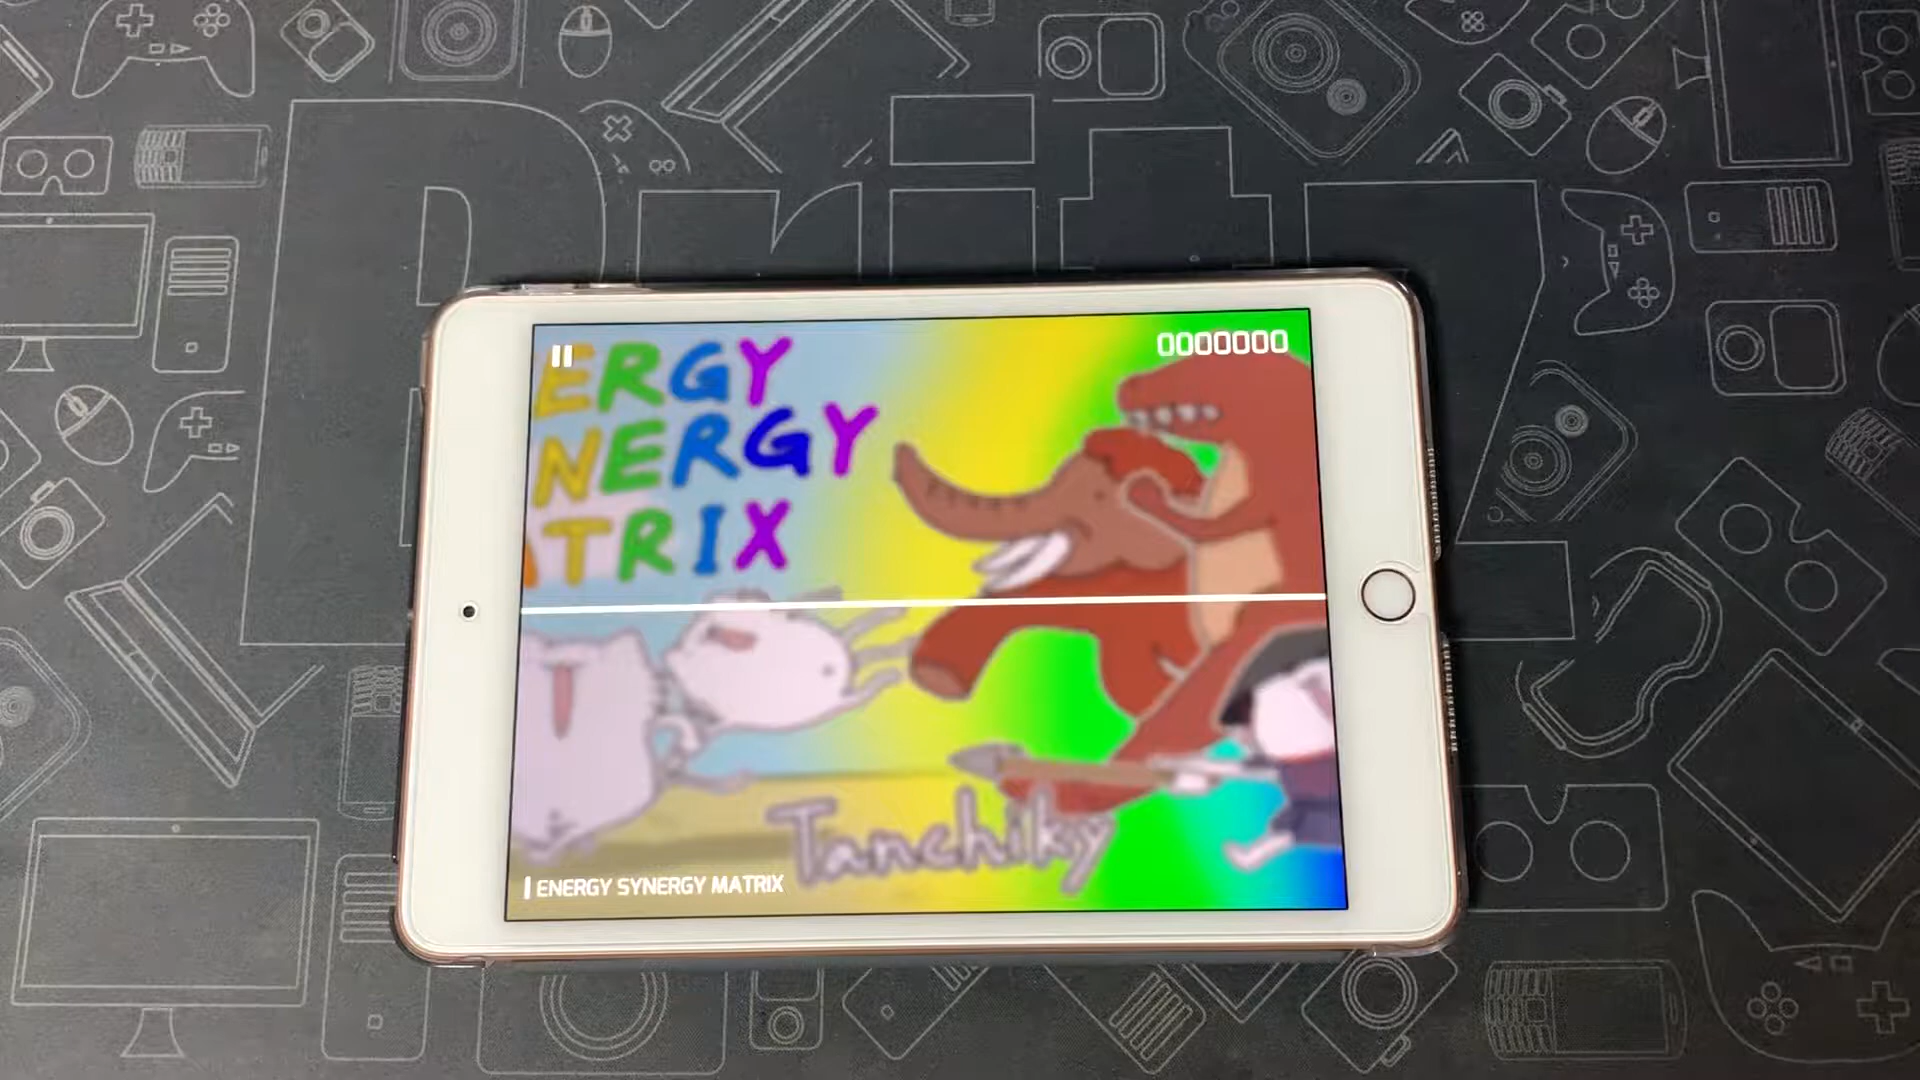 0000000
ERGY
NERGY
TRIX
Tanchiky
ENERGY SYNERGY MATRIX